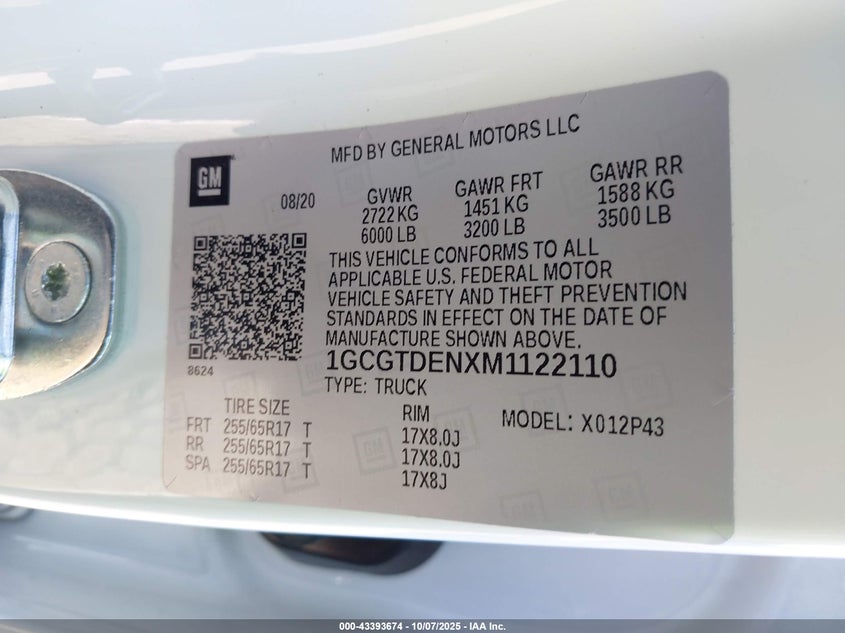 GM
MFD BY GENERAL MOTORS LLC
08/20
GVWR
2722 KG
6000 LB
GAWR FRT
1451 KG
3200 LB
GAWR RR
1588 KG
3500 LB
THIS VEHICLE CONFORMS TO ALL
APPLICABLE U.S. FEDERAL MOTOR
VEHICLE SAFETY AND THEFT PREVENTION
STANDARDS IN EFFECT ON THE DATE OF
MANUFACTURE SHOWN ABOVE.
8624
1GCGTDENXM1122110
TYPE: TRUCK
TIRE SIZE
RIM
MODEL: X012P43
FRT 255/65R17 T 17X8.0J
RR 255/65R17 T 17X8.0J
SPA 255/65R17 T 17X8J
000-43393674 | 10/07/2025 - IAA Inc.